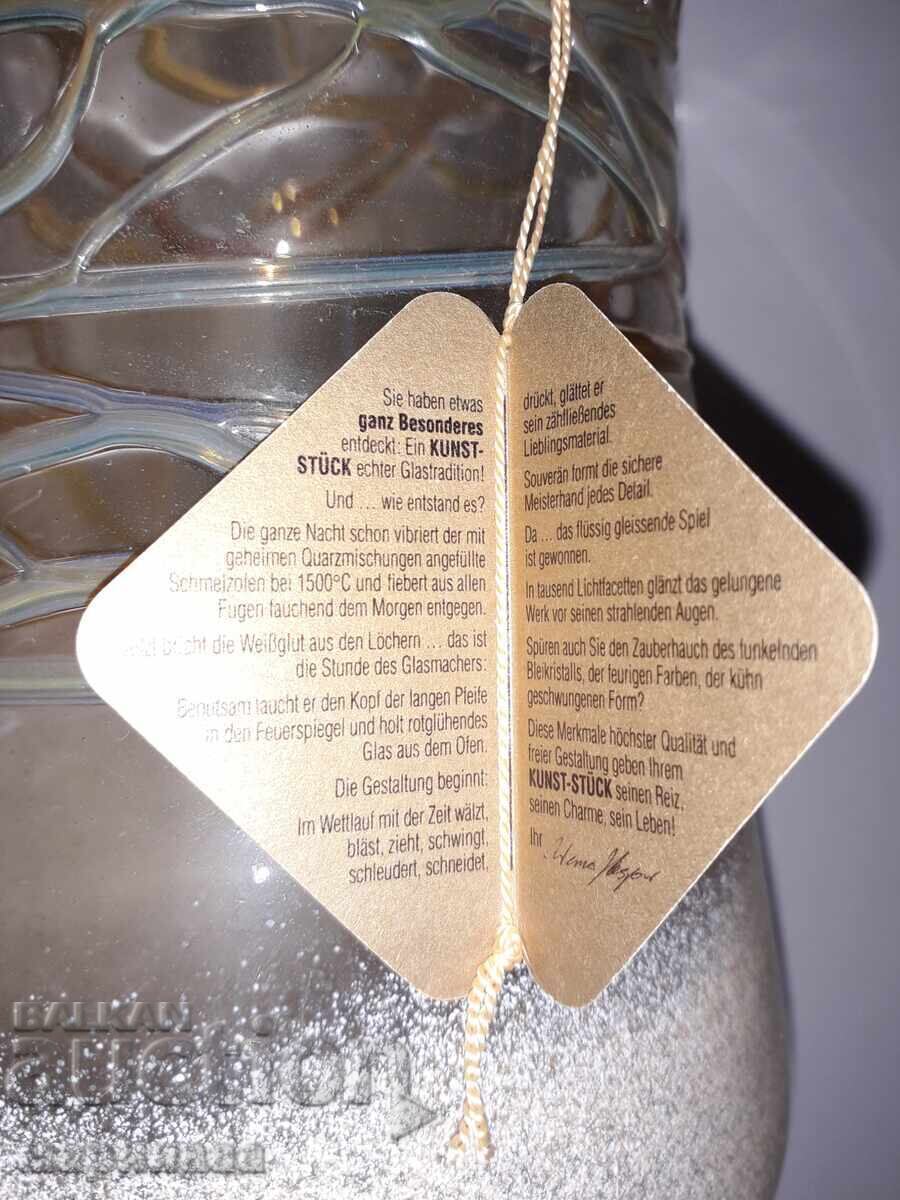 Sie haben etwas
ganz Besonderes
entdeckt: Ein KUNST-
STÜCK echter Glastradition!
Und ... wie entstand es?
Die ganze Nacht schon vibriert der mit
geheimen Quarzmischungen angefüllte
Schmelzofen bei 1500°C und fiebert aus allen
Fugen fauchend dem Morgen entgegen.
bricht die Weißglut aus den Löchern ... das ist
die Stunde des Glasmachers:
Behutsam taucht er den Kopf der langen Pfeife
in den Feuerspiegel und holt rotglühendes
Glas aus dem Ofen.
Die Gestaltung beginnt:
Im Wettlauf mit der Zeit wälzt,
bläst, zieht, schwingt,
schleudert, schneidet,
drückt, glättet er
sein zähfließendes
Lieblingsmaterial.
Souverän formt die sichere
Meisterhand jedes Detail.
Da ... das flüssig gleissende Spiel
ist gewonnen.
In tausend Lichtfacetten glänzt das gelungene
Werk vor seinen strahlenden Augen.
Spüren auch Sie den Zauberhauch des funkelnden
Bleikristalls, der feurigen Farben, der kühn
geschwungenen Form?
Diese Merkmale höchster Qualität und
freier Gestaltung geben Ihrem
KUNST-STÜCK seinen Reiz,
seinen Charme, sein Leben!
Ihr
BALKAN
auction